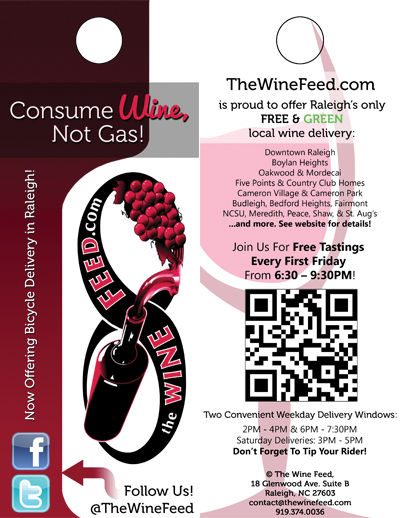 Consume Wine,
Not Gas!
Now Offering Bicycle Delivery in Raleigh!
the WINE FEED.com
Follow Us!
@TheWineFeed
TheWineFeed.com
is proud to offer Raleigh's only
FREE & GREEN
local wine delivery:
Downtown Raleigh
Boylan Heights
Oakwood & Mordecai
Five Points & Country Club Homes
Cameron Village & Cameron Park
Budleigh, Bedford Heights, Fairmont
NCSU, Meredith, Peace, Shaw, & St. Aug's
...and more. See website for details!
Join Us For Free Tastings
Every First Friday
From 6:30 – 9:30PM!
Two Convenient Weekday Delivery Windows:
2PM - 4PM & 6PM - 7:30PM
Saturday Deliveries: 3PM - 5PM
Don't Forget To Tip Your Rider!
© The Wine Feed,
18 Glenwood Ave. Suite B
Raleigh, NC 27603
contact@thewinefeed.com
919.374.0036